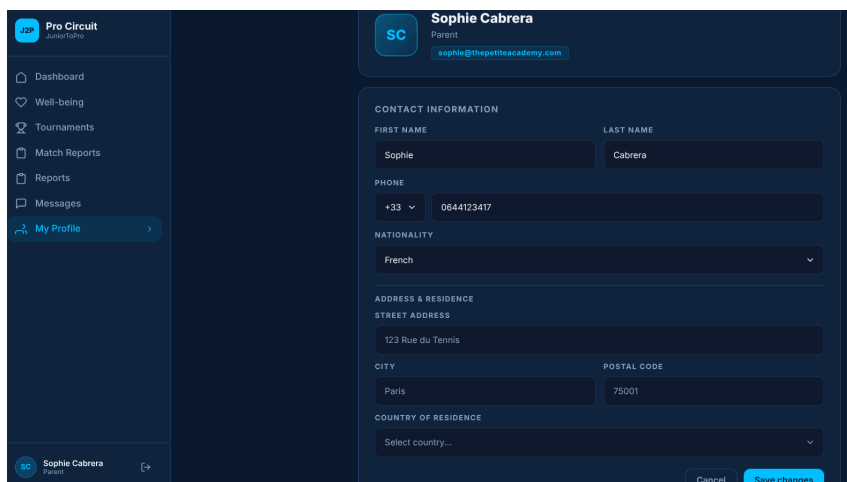 J2P
Pro Circuit
JuniorToPro
Dashboard
Well-being
Tournaments
Match Reports
Reports
Messages
My Profile
SC
Sophie Cabrera
Parent
SC
Sophie Cabrera
Parent
sophie@thepetiteacademy.com
CONTACT INFORMATION
FIRST NAME
LAST NAME
Sophie
Cabrera
PHONE
+33
0644123417
NATIONALITY
French
ADDRESS & RESIDENCE
STREET ADDRESS
123 Rue du Tennis
CITY
POSTAL CODE
Paris
75001
COUNTRY OF RESIDENCE
Select country...
Cancel
Save changes